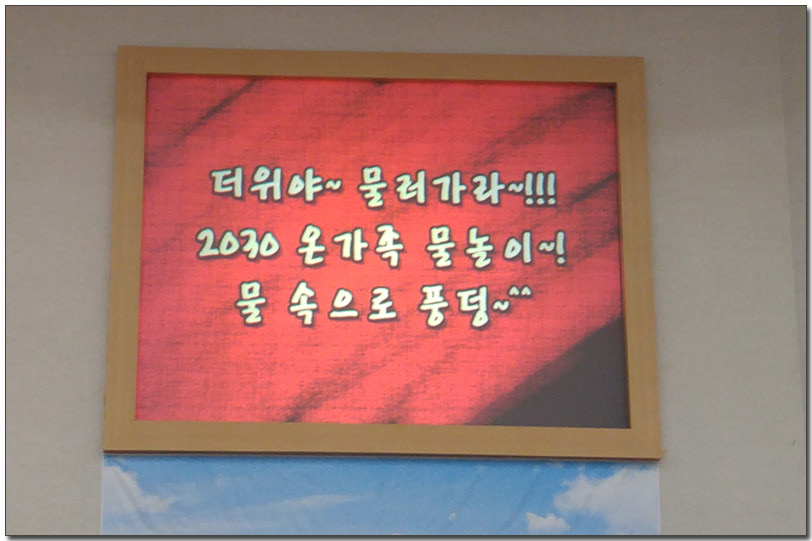 더위야~ 물러가라~!!!
2030 온가족 물놀이~!
물 속으로 풍덩~^^